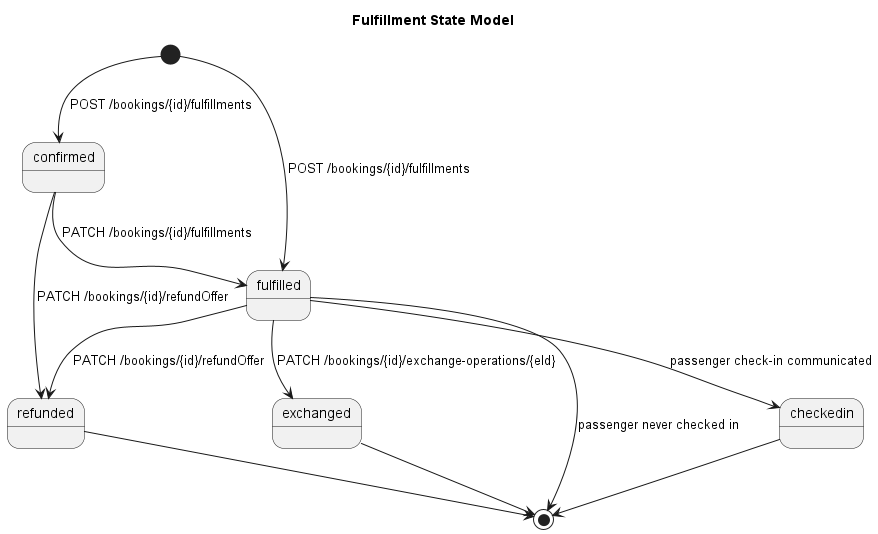 Fulfillment State Model
POST /bookings/{id}/fulfillments
confirmed
POST /bookings/{id}/fulfillments
PATCH /bookings/{id}/fulfillments
fulfilled
PATCH /bookings/{id}/refundOffer
PATCH /bookings/{id}/refundOffer
PATCH /bookings/{id}/exchange-operations/{eId}
passenger check-in communicated
refunded
exchanged
checkedin
passenger never checked in